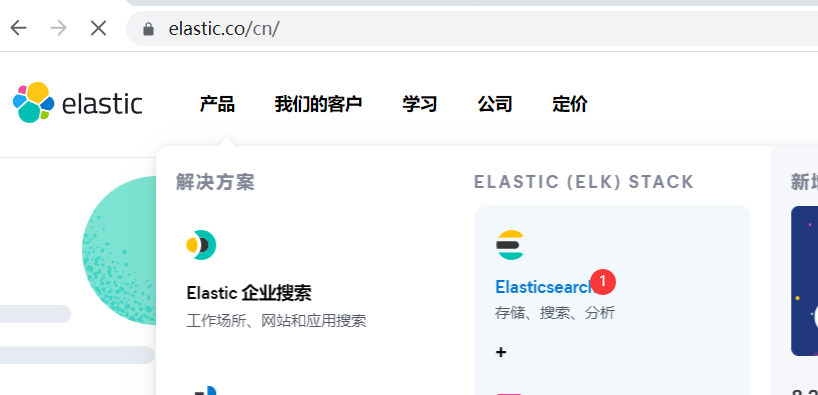 elastic.co/cn/
elastic 产品 我们的客户 学习 公司 定价
解决方案
Elastic 企业搜索
工作场所、网站和应用搜索
ELASTIC (ELK) STACK
Elasticsearch
1
存储、搜索、分析
+
新增